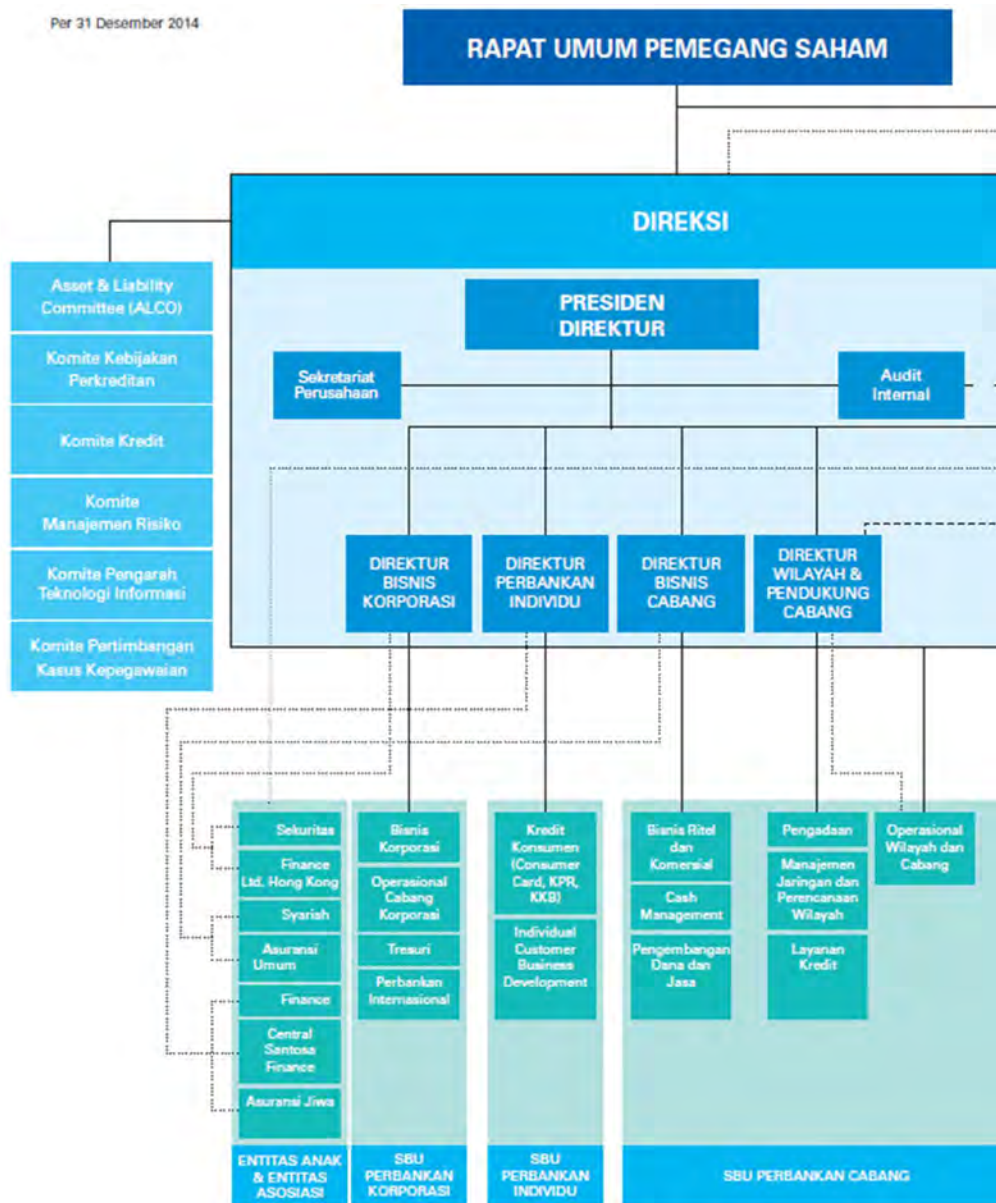 Per 31 Desember 2014
RAPAT UMUM PEMEGANG SAHAM
DIREKSI
Asset & Liability
Committee (ALCO)
Komite Kebijakan
Perkreditan
Komite Kredit
Komite
Manajemen Risiko
Komite Pengarah
Teknologi Informasi
Komite Pertimbangan
Kasus Kepegawaian
PRESIDEN
DIREKTUR
Sekretariat
Perusahaan
Audit
Internal
DIREKTUR
BISNIS
KORPORASI
DIREKTUR
PERBANKAN
INDIVIDU
DIREKTUR
BISNIS
CABANG
DIREKTUR
WILAYAH &
PENDUKUNG
CABANG
Sekuritas
Finance
Ltd. Hong Kong
Syariah
Asuransi
Umum
Finance
Central
Santosa
Finance
Asuransi Jiwa
ENTITAS ANAK
& ENTITAS
ASOSIASI
Bisnis
Korporasi
Operasional
Cabang
Korporasi
Tresuri
Perbankan
Internasional
SBU
PERBANKAN
KORPORASI
Kredit
Konsumen
(Consumer
Card, KPR,
KKB)
Individual
Customer
Business
Development
SBU
PERBANKAN
INDIVIDU
Bisnis Ritel
dan
Komersial
Cash
Management
Pengembangan
Dana dan
Jasa
Pengadaan
Manajemen
Jaringan dan
Perencanaan
Wilayah
Layanan
Kredit
Operasional
Wilayah dan
Cabang
SBU PERBANKAN CABANG